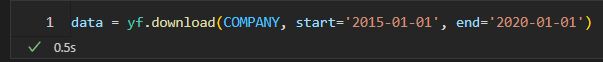 1 data = yf.download(COMPANY, start='2015-01-01', end='2020-01-01')
0.5s